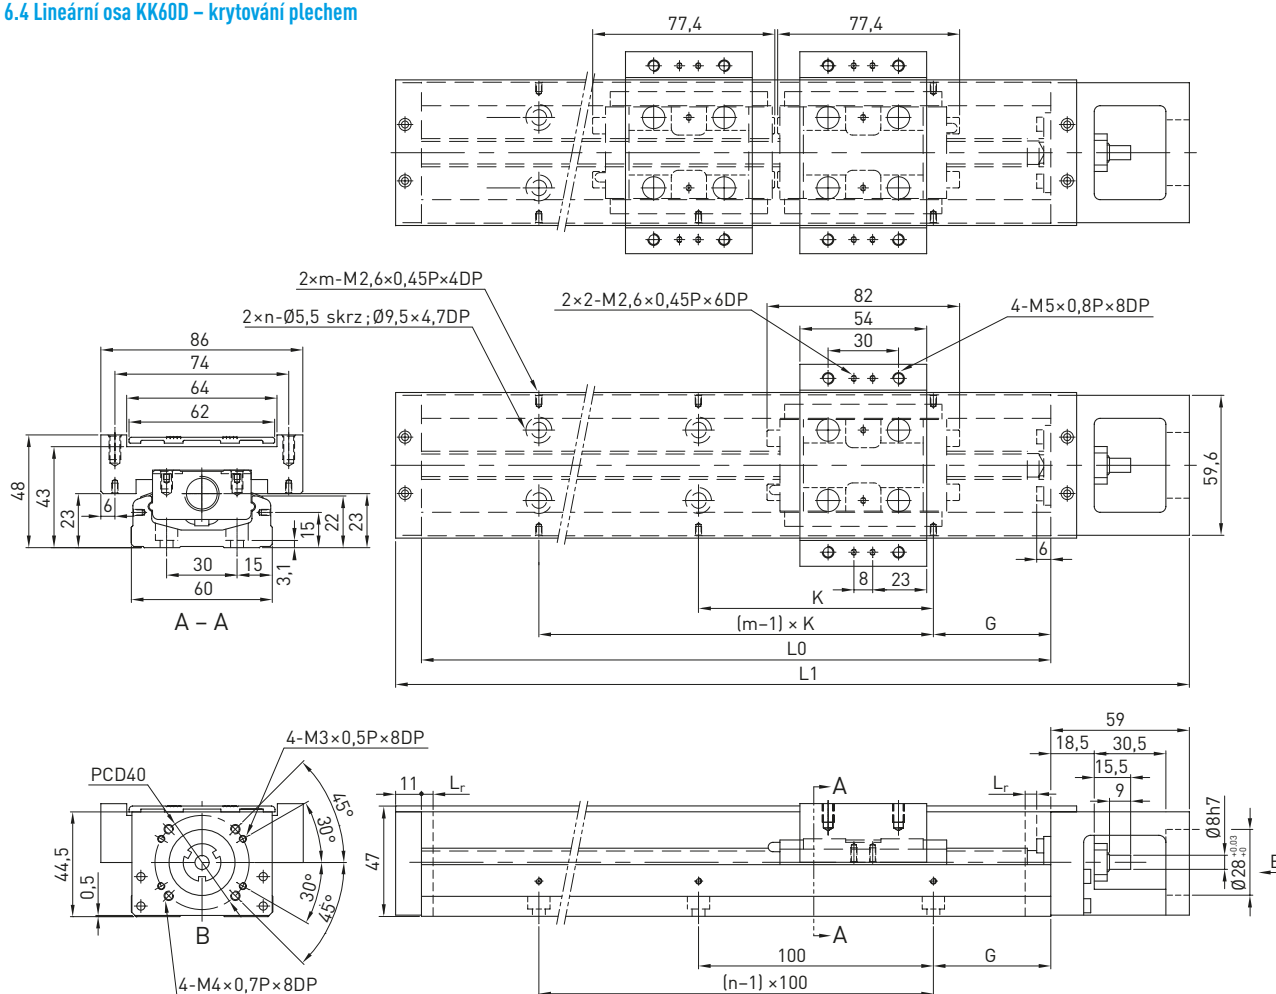 6.4 Lineární osa KK60D – krytování plechem
77,4
77,4
2×m-M2,6×0,45P×4DP
2×n-Ø5,5 skrz;Ø9,5×4,7DP
2×2-M2,6×0,45P×6DP
82
54
30
4-M5×0,8P×8DP
86
74
64
62
48
43
23
6
15
22
23
30
15
3,1
60
A – A
59,6
6
8
23
K
(m–1) × K
G
L0
L1
4-M3×0,5P×8DP
PCD40
45°
30°
30°
45°
44,5
0,5
B
4-M4×0,7P×8DP
11
Lr
A
Lr
47
A
100
G
(n–1) ×100
59
18,5
30,5
15,5
9
Ø8h7
Ø28 +0.03 +0